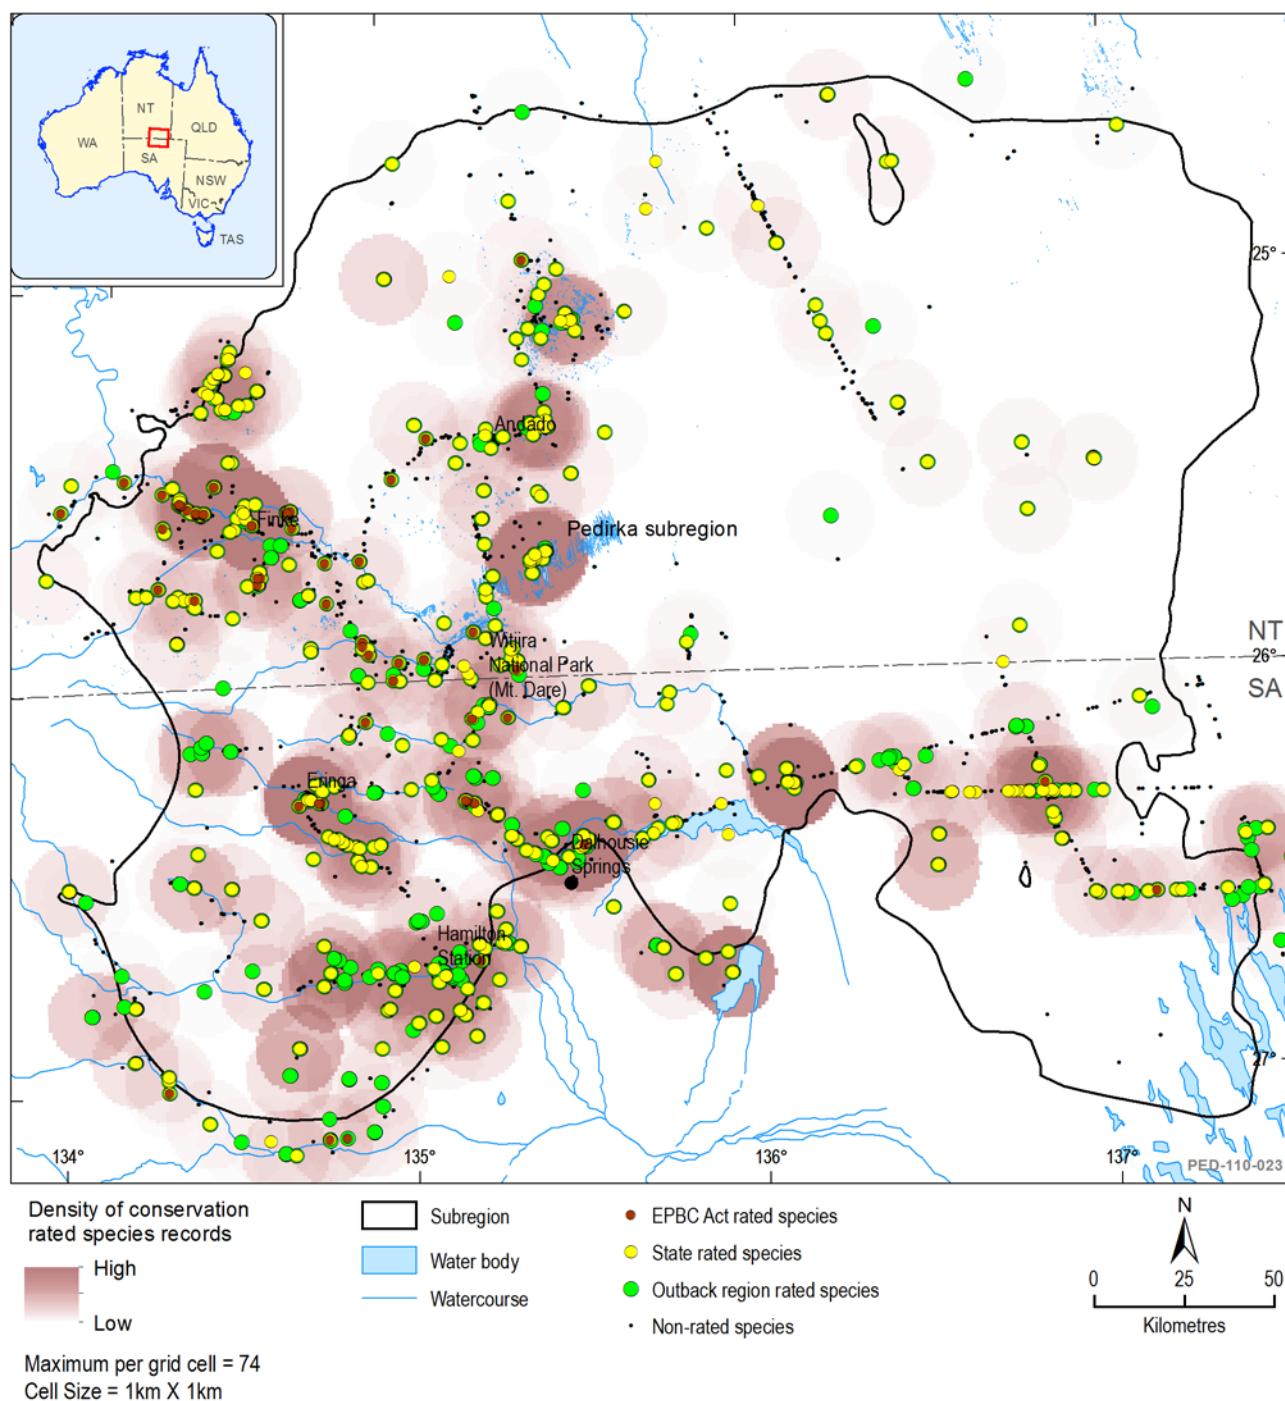 NT
WA
QLD
SA
NSW
VIC
TAS
25°
Andado
Finke
Pedirka subregion
NT
26°
SA
Witjira
National Park
(Mt. Dare)
Eringa
Dalhousie
Springs
Hamilton
Station
27°
134°
135°
136°
137°
PED-110-023
Density of conservation
rated species records
High
Low
Maximum per grid cell = 74
Cell Size = 1km X 1km
Subregion
Water body
Watercourse
EPBC Act rated species
State rated species
Outback region rated species
Non-rated species
N
0 25 50
Kilometres